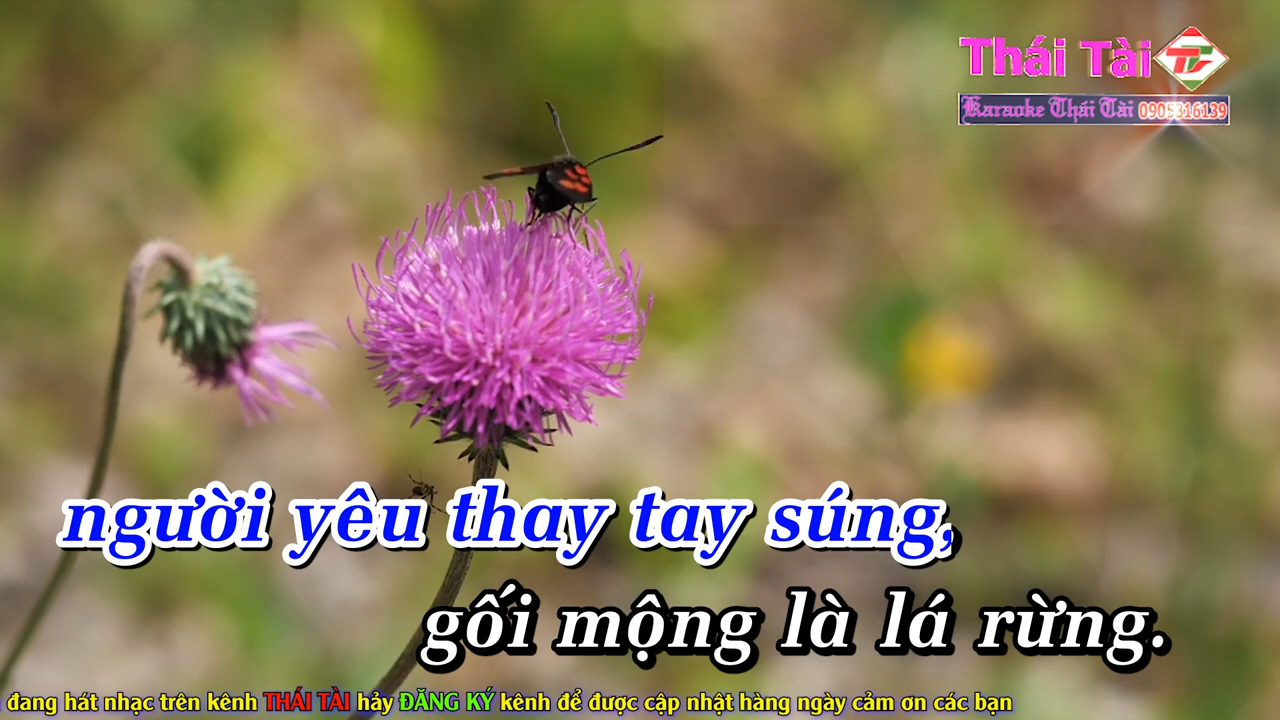 Thái Tài
Karaoke Thái Tài 0905316139
người yêu thay tay súng,
gối mộng là lá rừng.
đang hát nhạc trên kênh THÁI TÀI hảy ĐĂNG KÝ kênh để được cập nhật hàng ngày cảm ơn các bạn